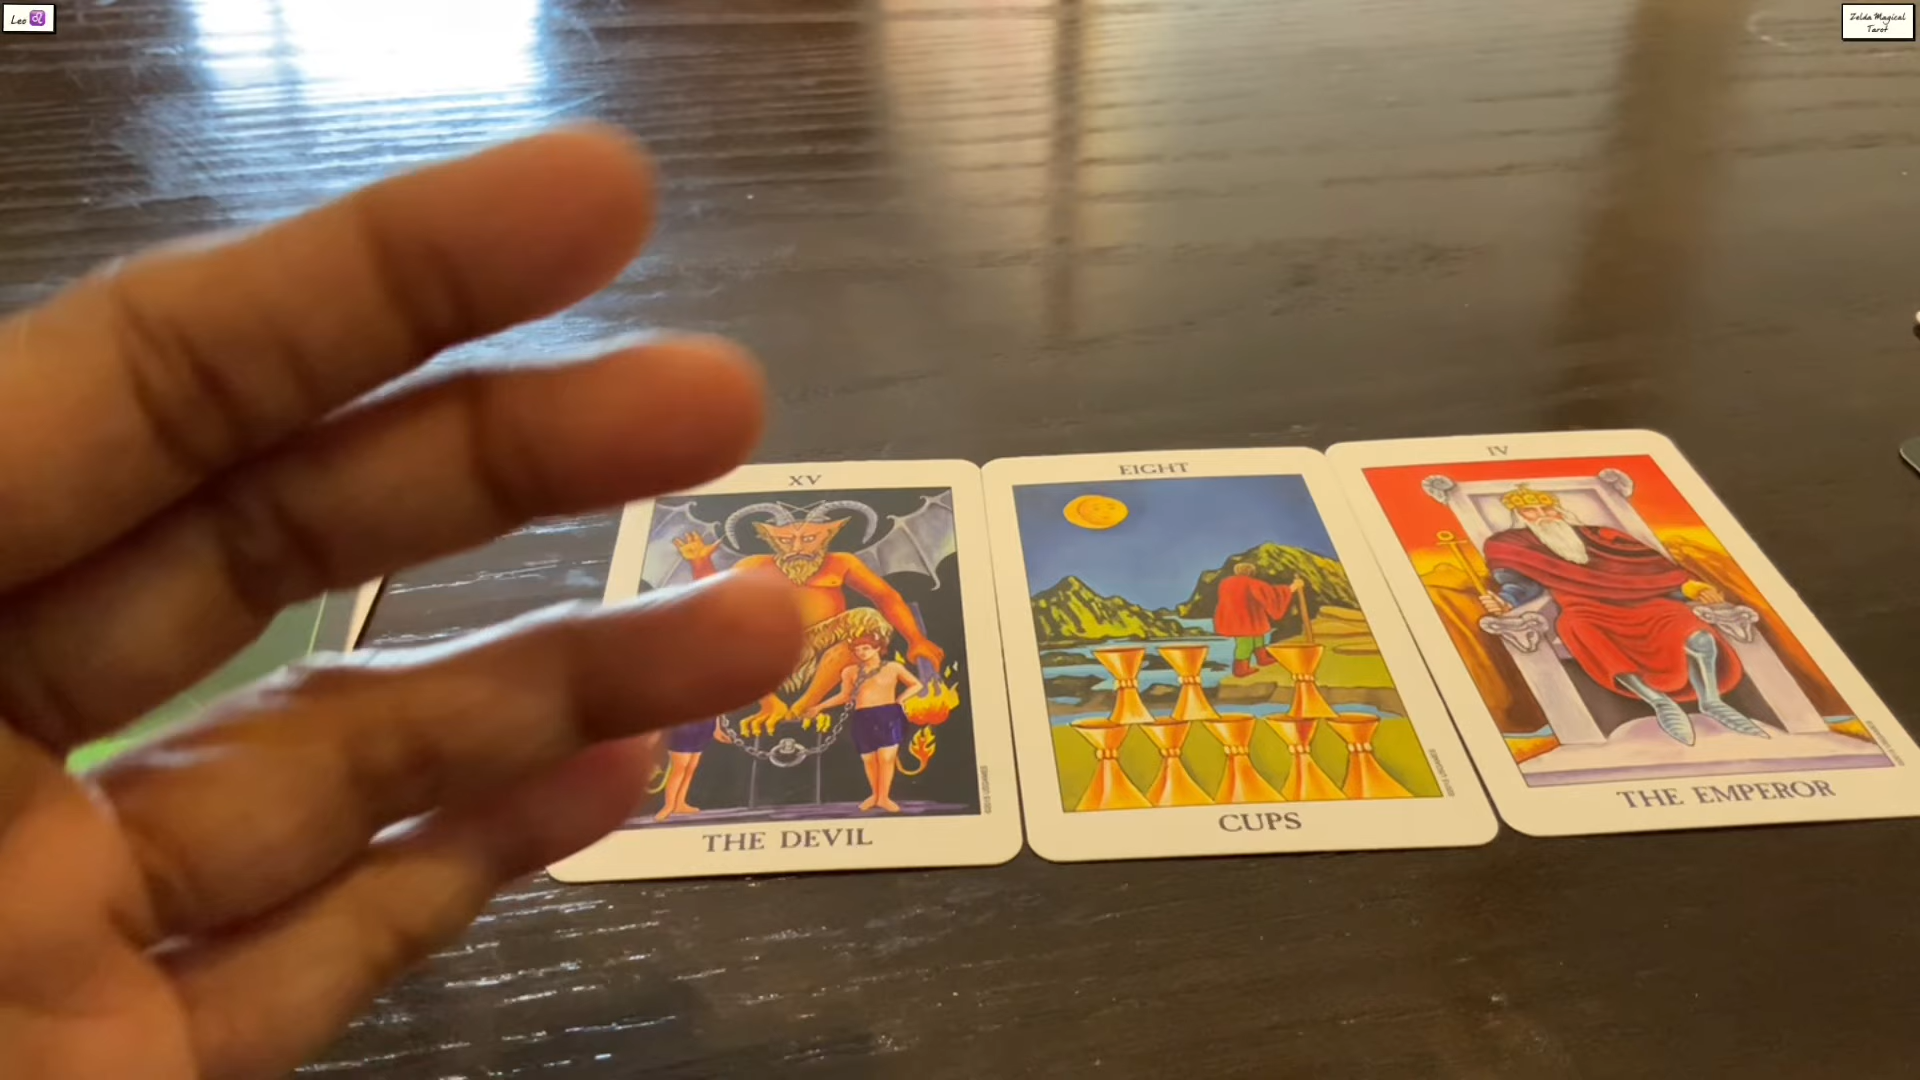 Leo ♌
Zelda Magical
Tarot
XV
EIGHT
IV
THE DEVIL
CUPS
THE EMPEROR